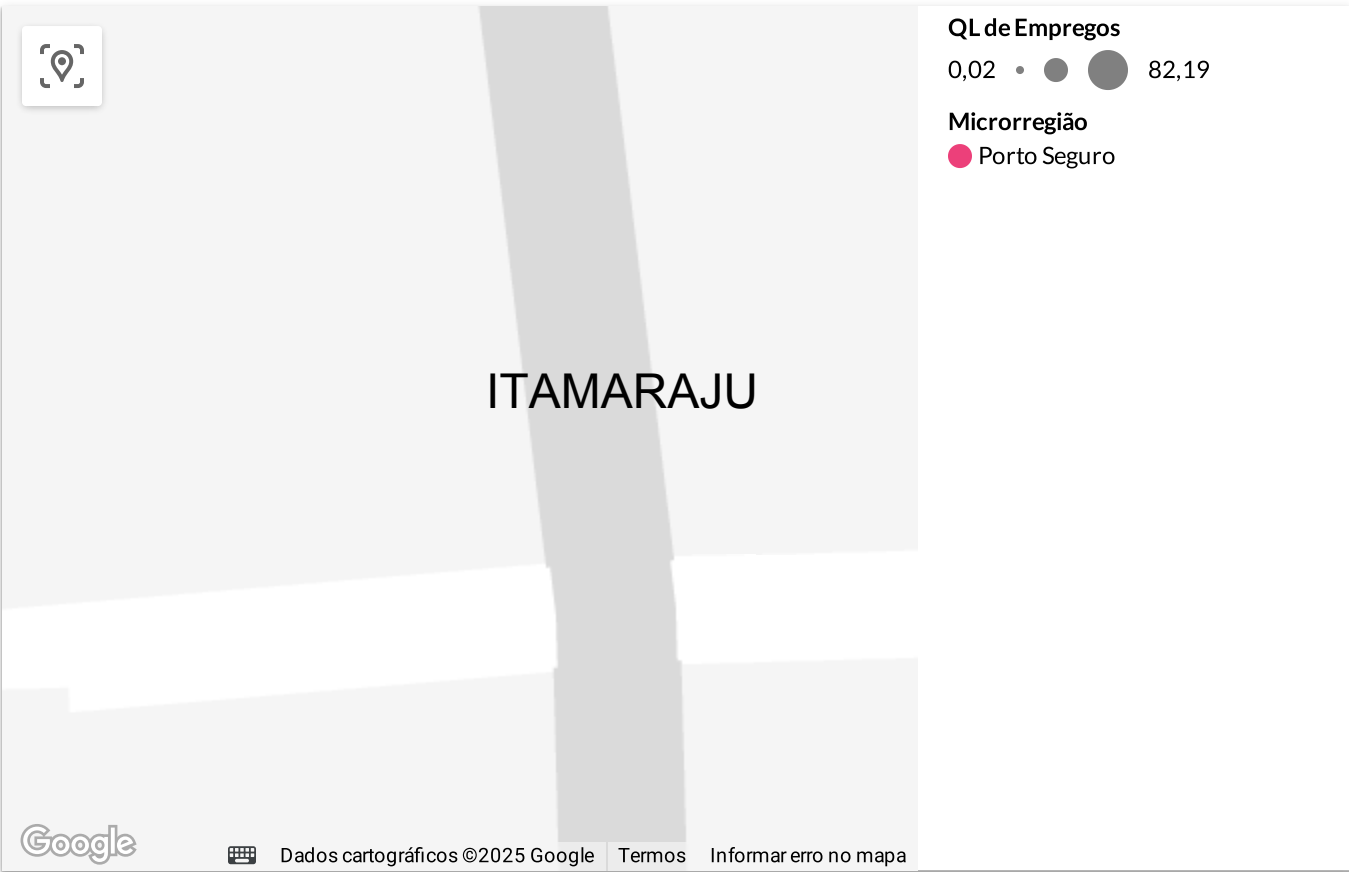 QL de Empregos
0,02 82,19
Microrregião
Porto Seguro
ITAMARAJU
Google
Dados cartográficos ©2025 Google Termos Informar erro no mapa